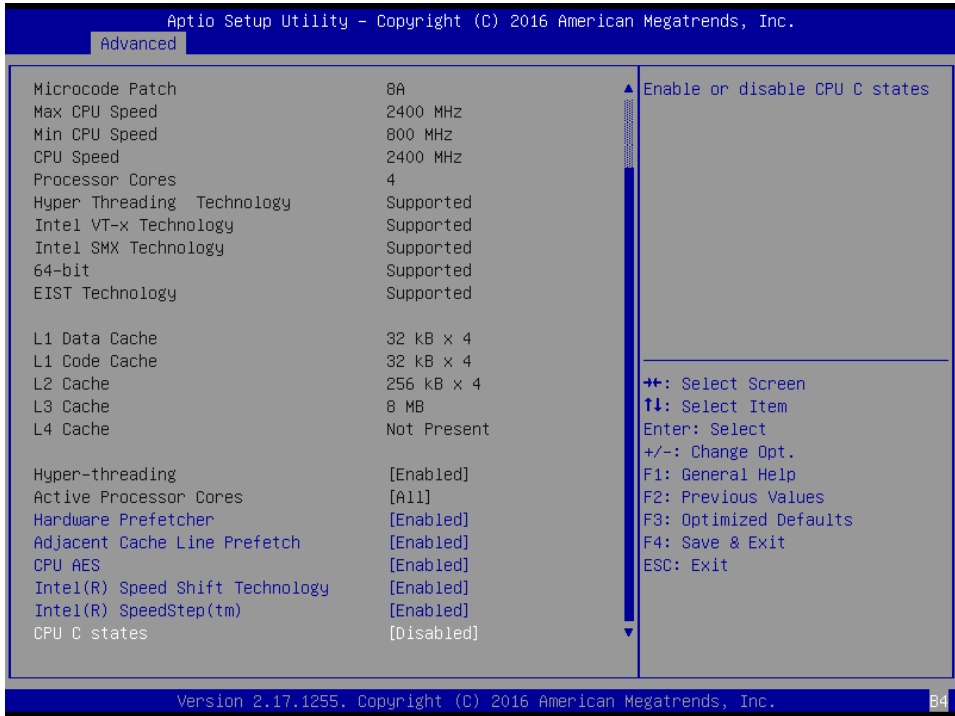 Aptio Setup Utility – Copyright (C) 2016 American Megatrends, Inc.
Advanced
Microcode Patch 8A
Max CPU Speed 2400 MHz
Min CPU Speed 800 MHz
CPU Speed 2400 MHz
Processor Cores 4
Hyper Threading Technology Supported
Intel VT-x Technology Supported
Intel SMX Technology Supported
64-bit Supported
EIST Technology Supported
L1 Data Cache 32 kB x 4
L1 Code Cache 32 kB x 4
L2 Cache 256 kB x 4
L3 Cache 8 MB
L4 Cache Not Present
Hyper-threading [Enabled]
Active Processor Cores [All]
Hardware Prefetcher [Enabled]
Adjacent Cache Line Prefetch [Enabled]
CPU AES [Enabled]
Intel(R) Speed Shift Technology [Enabled]
Intel(R) SpeedStep(tm) [Enabled]
CPU C states [Disabled]
Enable or disable CPU C states
→←: Select Screen
↑↓: Select Item
Enter: Select
+/-: Change Opt.
F1: General Help
F2: Previous Values
F3: Optimized Defaults
F4: Save & Exit
ESC: Exit
Version 2.17.1255. Copyright (C) 2016 American Megatrends, Inc.
B4